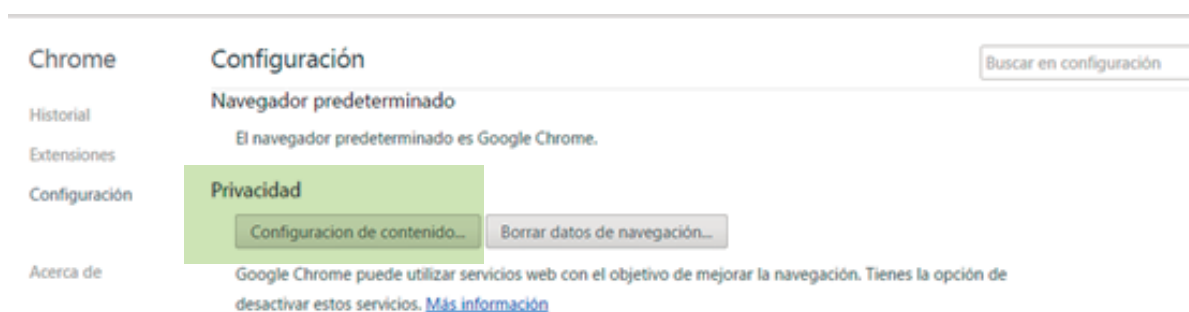 Chrome
Configuración
Buscar en configuración
Historial
Extensiones
Configuración
Acerca de
Navegador predeterminado
El navegador predeterminado es Google Chrome.
Privacidad
Configuracion de contenido...
Borrar datos de navegación...
Google Chrome puede utilizar servicios web con el objetivo de mejorar la navegación. Tienes la opción de
desactivar estos servicios. Más información